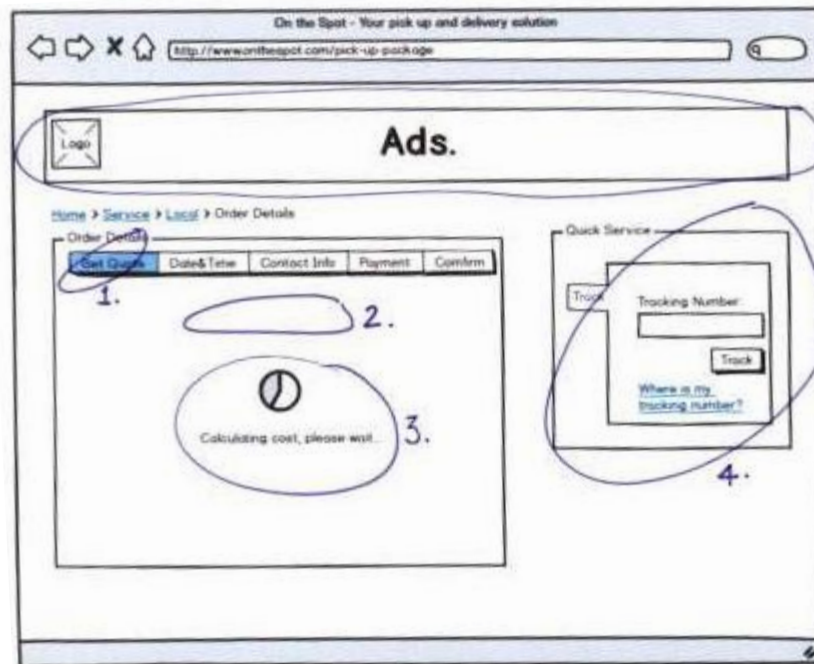 On the Spot - Your pick up and delivery solution
http://www.onthespot.com/pick-up-package
Logo
Ads.
Home > Service > Local > Order Details
Order Details
Get Quote Date&Time Contact Info Payment Comfirm
1.
2.
Calculating cost, please wait...
3.
Quick Service
Track
Tracking Number
Track
Where is my
tracking number?
4.